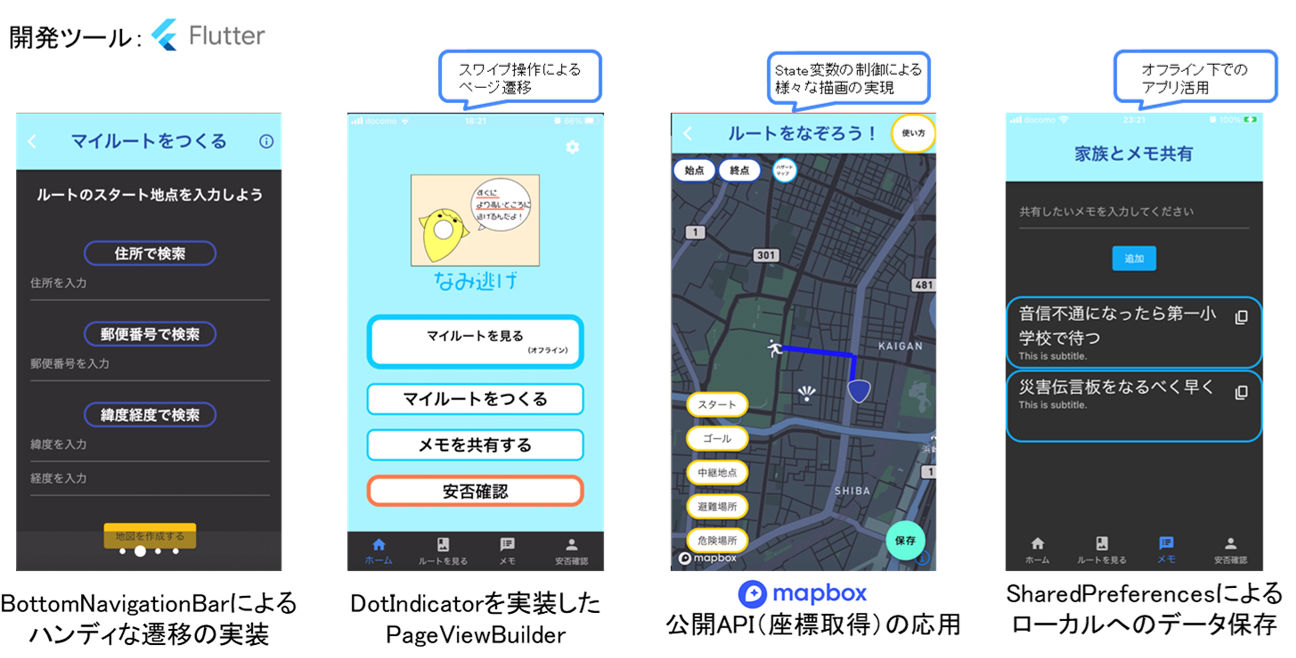 開発ツール: Flutter
スワイプ操作による
ページ遷移
State変数の制御による
様々な描画の実現
オフライン下での
アプリ活用
マイルートをつくる
ルートのスタート地点を入力しよう
住所で検索
住所を入力
郵便番号で検索
郵便番号を入力
緯度経度で検索
緯度を入力
経度を入力
地図を作成する
BottomNavigationBarによる
ハンディな遷移の実装
docomo 18:21 66%
すぐに
より高いところに
逃げるんだよ!
なみ逃げ
マイルートを見る
(オフライン)
マイルートをつくる
メモを共有する
安否確認
ホーム ルートを見る メモ 安否確認
DotIndicatorを実装した
PageViewBuilder
ルートをなぞろう! 使い方
始点 終点 ハザード
マップ
1
301
481
KAIGAN
スタート
ゴール
中継地点
1
SHIBA
避難場所
危険場所
保存
mapbox
mapbox
公開API(座標取得)の応用
docomo 23:21 100%
家族とメモ共有
共有したいメモを入力してください
追加
音信不通になったら第一小
学校で待つ
This is subtitle.
災害伝言板をなるべく早く
This is subtitle.
ホーム ルートを見る メモ 安否確認
SharedPreferencesによる
ローカルへのデータ保存